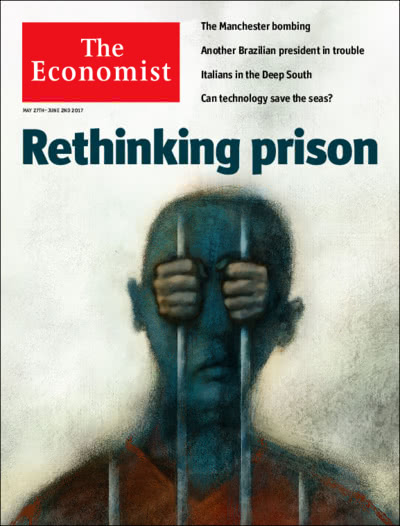 The
Economist
MAY 27TH–JUNE 2ND 2017
The Manchester bombing
Another Brazilian president in trouble
Italians in the Deep South
Can technology save the seas?
Rethinking prison